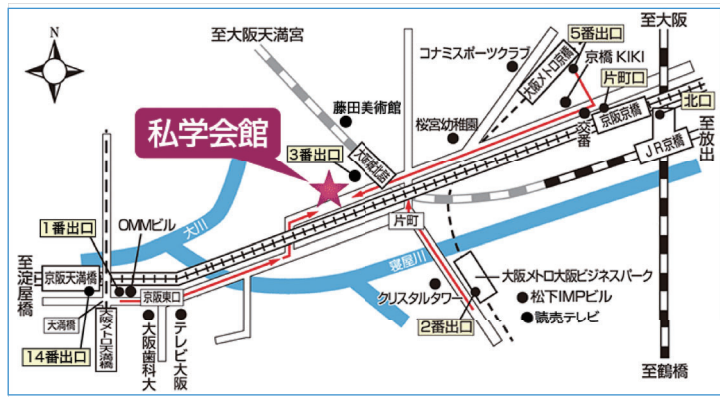 N
至大阪天満宮
コナミスポーツクラブ
5番出口
至大阪
大阪メトロ京橋
京橋 KIKI
片町口
藤田美術館
北口
桜宮幼稚園
交番
京阪京橋
至放出
私学会館
3番出口
大阪城北詰
JR京橋
片町
大川
1番出口
OMMビル
寝屋川
至淀屋橋
京阪天満橋
京阪東口
大阪メトロ大阪ビジネスパーク
クリスタルタワー
松下IMPビル
読売テレビ
2番出口
大満橋
14番出口
大阪メトロ天満橋
大阪歯科大
テレビ大阪
至鶴橋